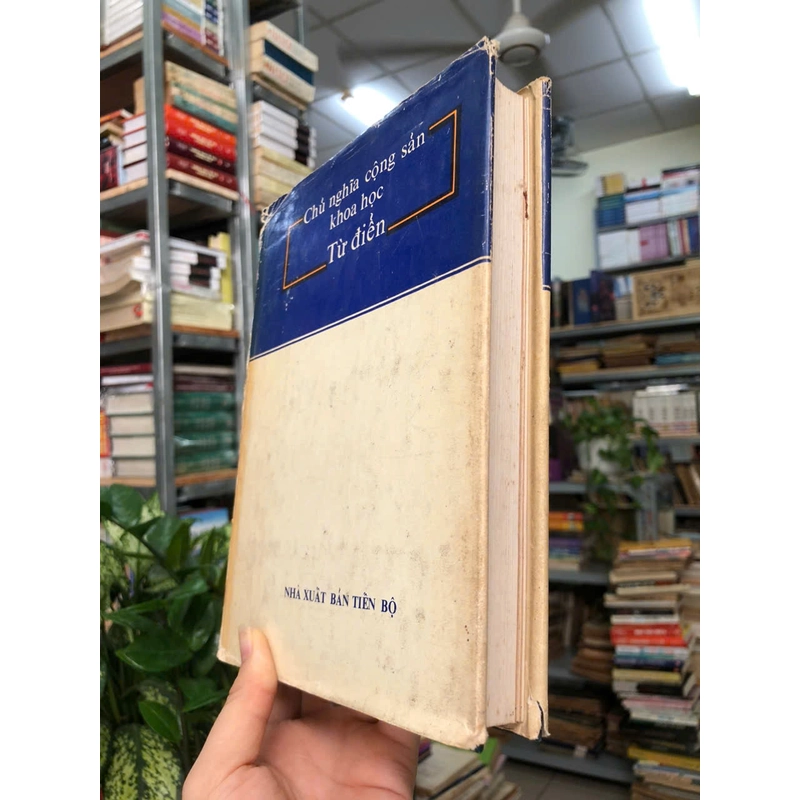 Chủ nghĩa cộng sản
khoa học
Từ điển
NHÀ XUẤT BẢN TIẾN BỘ